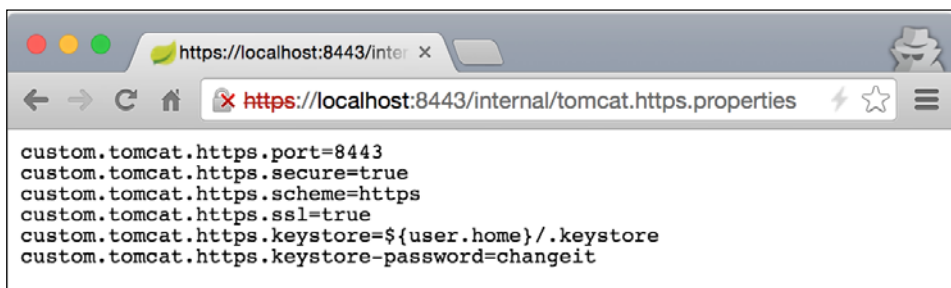 https://localhost:8443/inter
https://localhost:8443/internal/tomcat.https.properties
custom.tomcat.https.port=8443
custom.tomcat.https.secure=true
custom.tomcat.https.scheme=https
custom.tomcat.https.ssl=true
custom.tomcat.https.keystore=${user.home}/.keystore
custom.tomcat.https.keystore-password=changeit